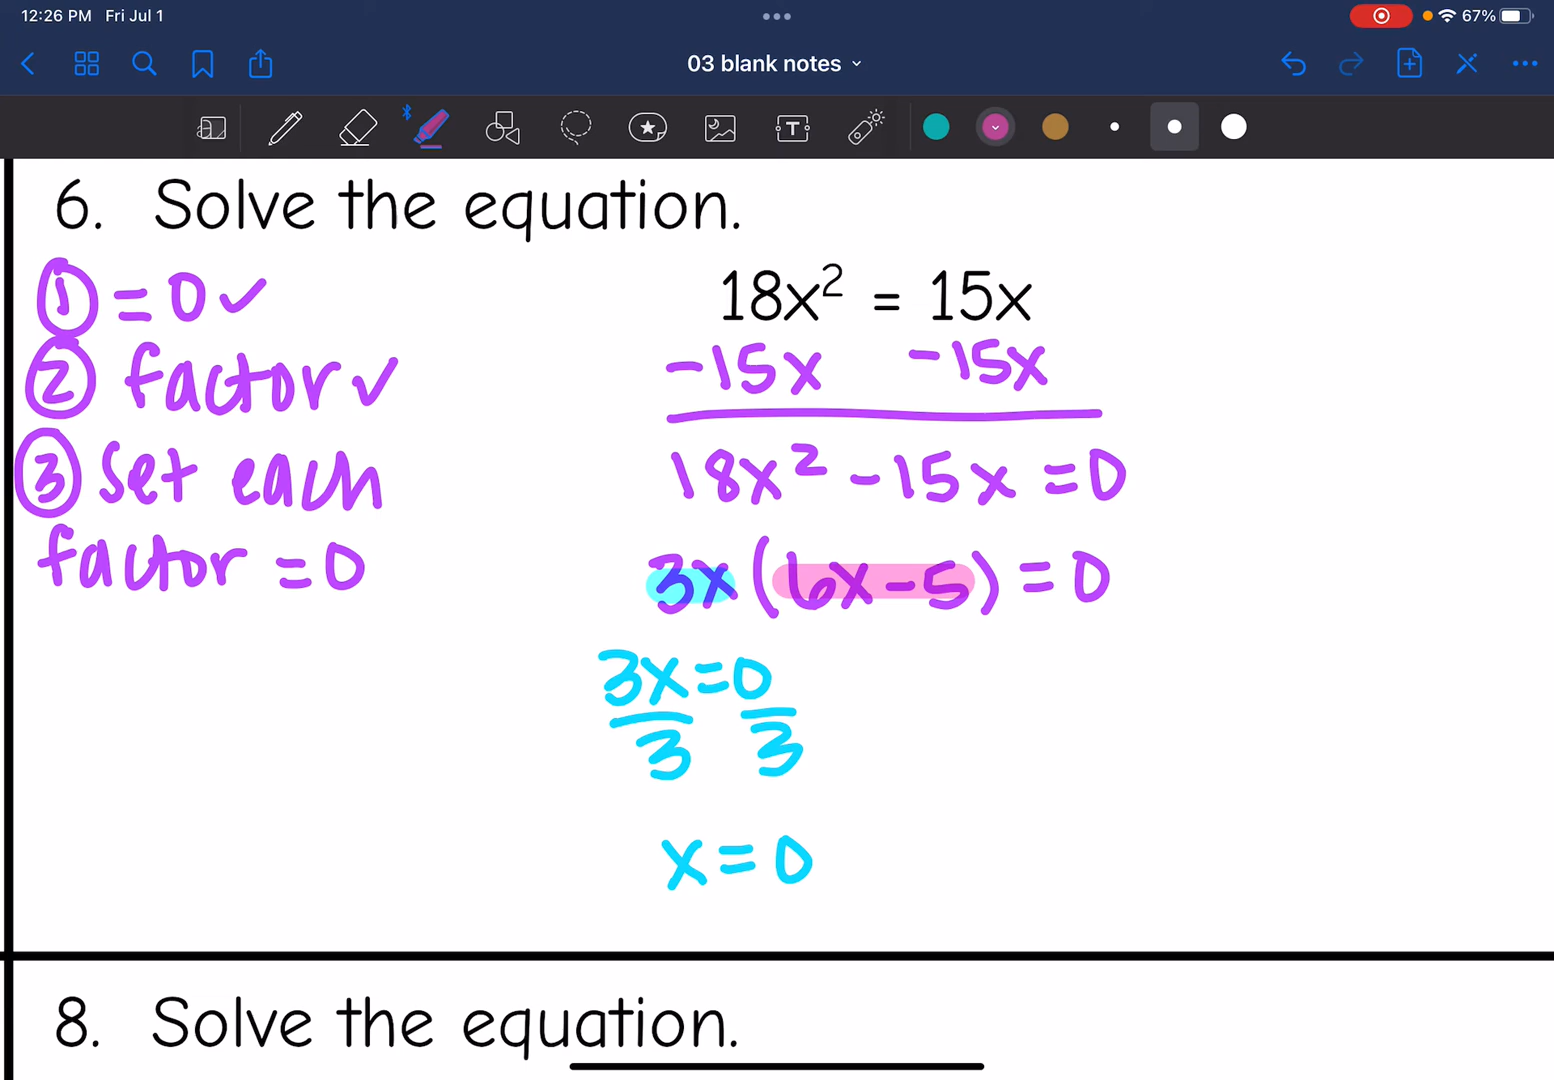 12:26 PM Fri Jul 1
67%
03 blank notes
6. Solve the equation.
① = 0 ✓
18x² = 15x
② factor ✓
-15x -15x
③ Set each
18x² - 15x = 0
factor = 0
3x (6x - 5) = 0
3x = 0
3 3
x = 0
8. Solve the equation.